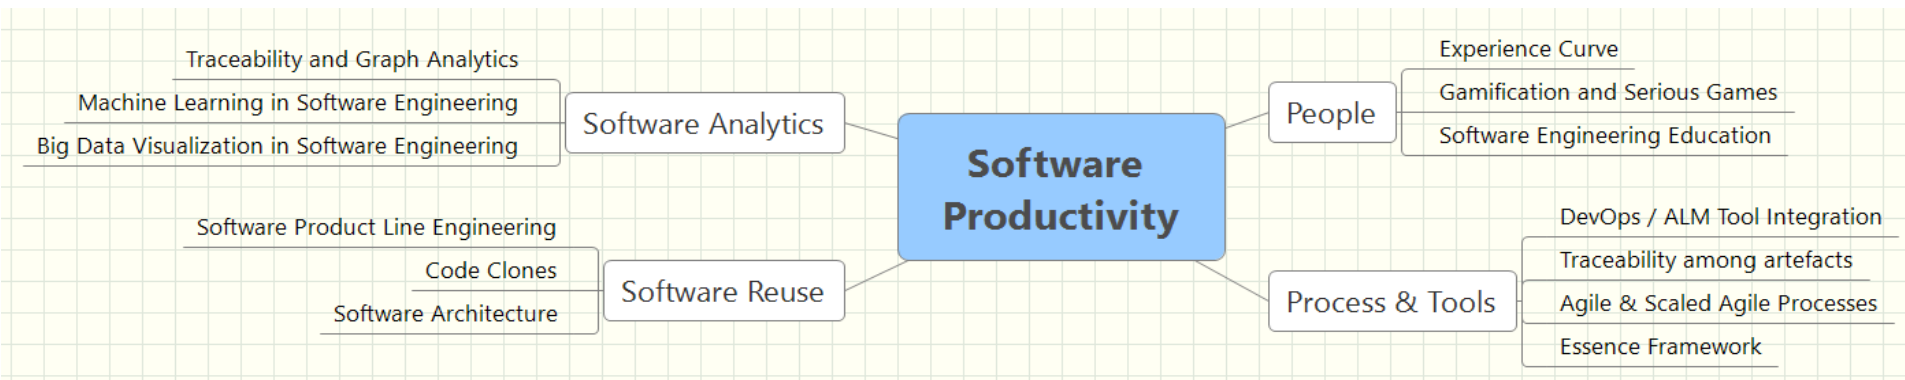 Software
Productivity
Software Analytics
Traceability and Graph Analytics
Machine Learning in Software Engineering
Big Data Visualization in Software Engineering
Software Reuse
Software Product Line Engineering
Code Clones
Software Architecture
People
Experience Curve
Gamification and Serious Games
Software Engineering Education
Process & Tools
DevOps / ALM Tool Integration
Traceability among artefacts
Agile & Scaled Agile Processes
Essence Framework